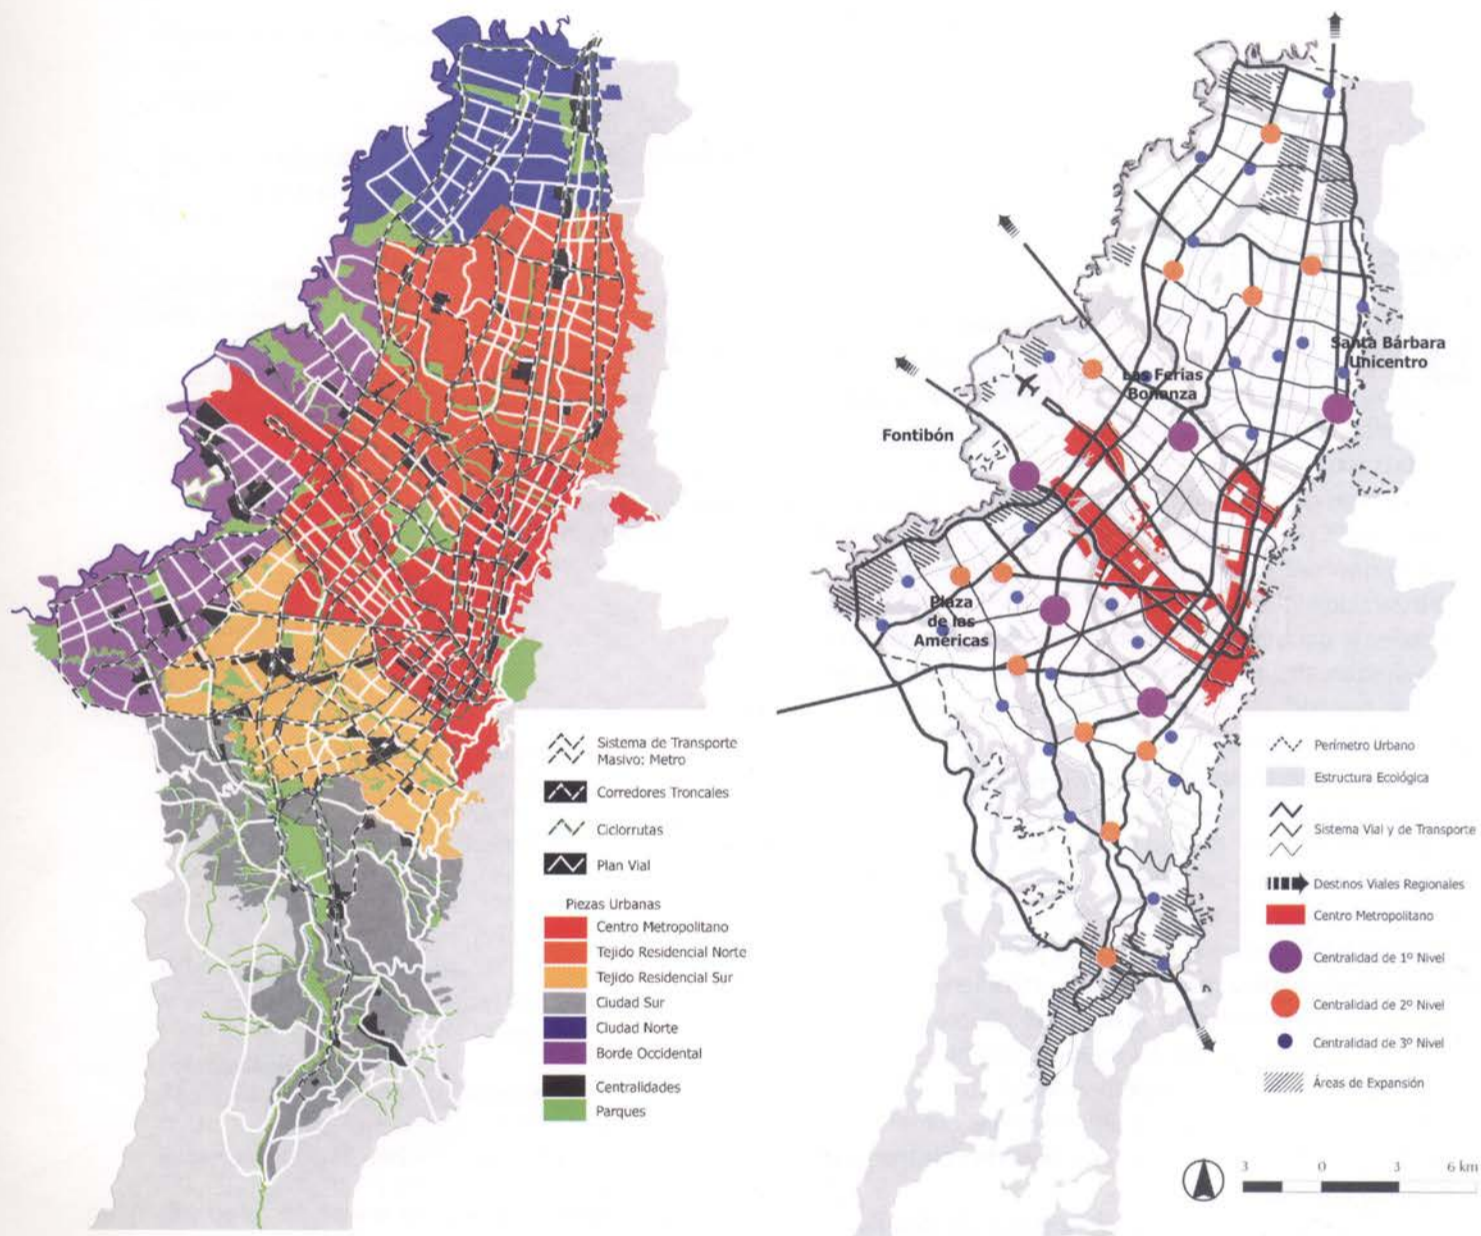 Sistema de Transporte
Masivo: Metro
Corredores Troncales
Ciclorrutas
Plan Vial
Piezas Urbanas
Centro Metropolitano
Tejido Residencial Norte
Tejido Residencial Sur
Ciudad Sur
Ciudad Norte
Borde Occidental
Centralidades
Parques
Santa Bárbara
Unicentro
Las Ferias
Bonanza
Fontibón
Plaza
de las
Américas
Perímetro Urbano
Estructura Ecológica
Sistema Vial y de Transporte
Destinos Viales Regionales
Centro Metropolitano
Centralidad de 1º Nivel
Centralidad de 2º Nivel
Centralidad de 3º Nivel
Áreas de Expansión
3 0 3 6 km